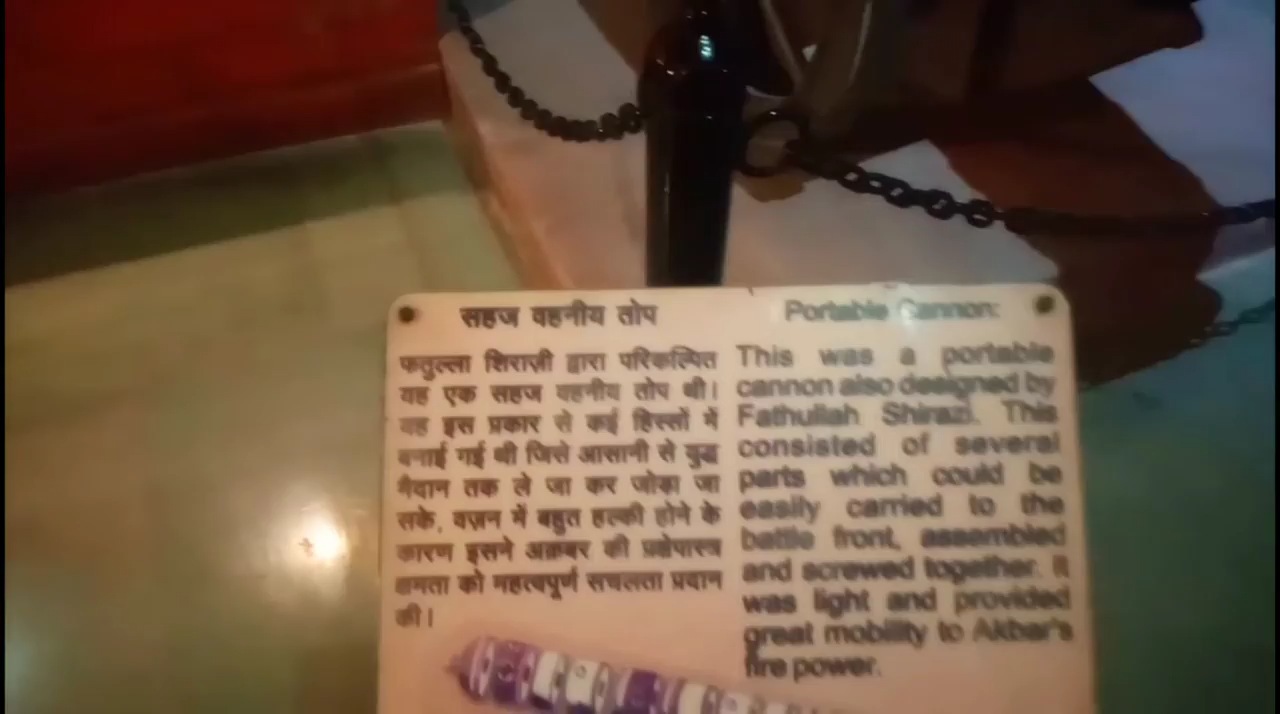 सहज वहनीय तोप
फतुल्ला शिराज़ी द्वारा परिकल्पित
यह एक सहज वहनीय तोप थी।
यह इस प्रकार से कई हिस्सों में
बनाई गई थी जिसे आसानी से युद्ध
मैदान तक ले जा कर जोड़ा जा
सके, वज़न में बहुत हल्की होने के
कारण इसने अकबर की प्रक्षेपास्त्र
क्षमता को महत्वपूर्ण सचलता प्रदान
की।
Portable Cannon:
This was a portable
cannon also designed by
Fathullah Shirazi. This
consisted of several
parts which could be
easily carried to the
battle front, assembled
and screwed together. It
was light and provided
great mobility to Akbar's
fire power.